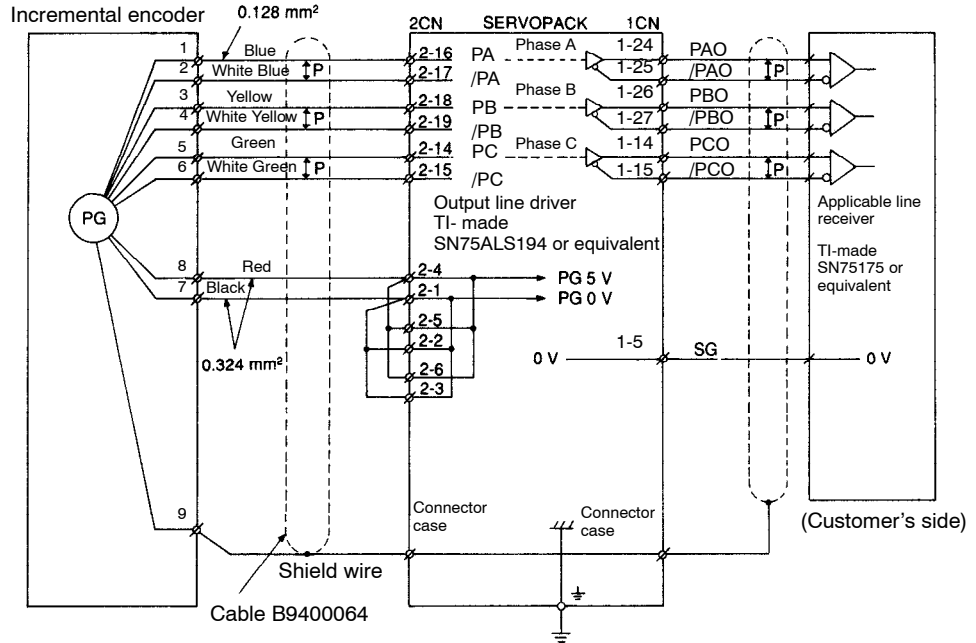 Incremental encoder
0.128 mm²
2CN SERVOPACK 1CN
1 Blue 2-16 PA Phase A 1-24 PAO
2 White Blue P 2-17 /PA 1-25 /PAO P
3 Yellow 2-18 PB Phase B 1-26 PBO
4 White Yellow P 2-19 /PB 1-27 /PBO P
5 Green 2-14 PC Phase C 1-14 PCO
6 White Green P 2-15 /PC 1-15 /PCO P
PG
Output line driver
TI- made
SN75ALS194 or equivalent
Applicable line
receiver
TI-made
SN75175 or
equivalent
8 Red 2-4 PG 5 V
7 Black 2-1 PG 0 V
2-5
2-2
0.324 mm²
2-6
2-3
0 V 1-5 SG 0 V
9
Connector
case
Connector
case
(Customer's side)
Shield wire
Cable B9400064